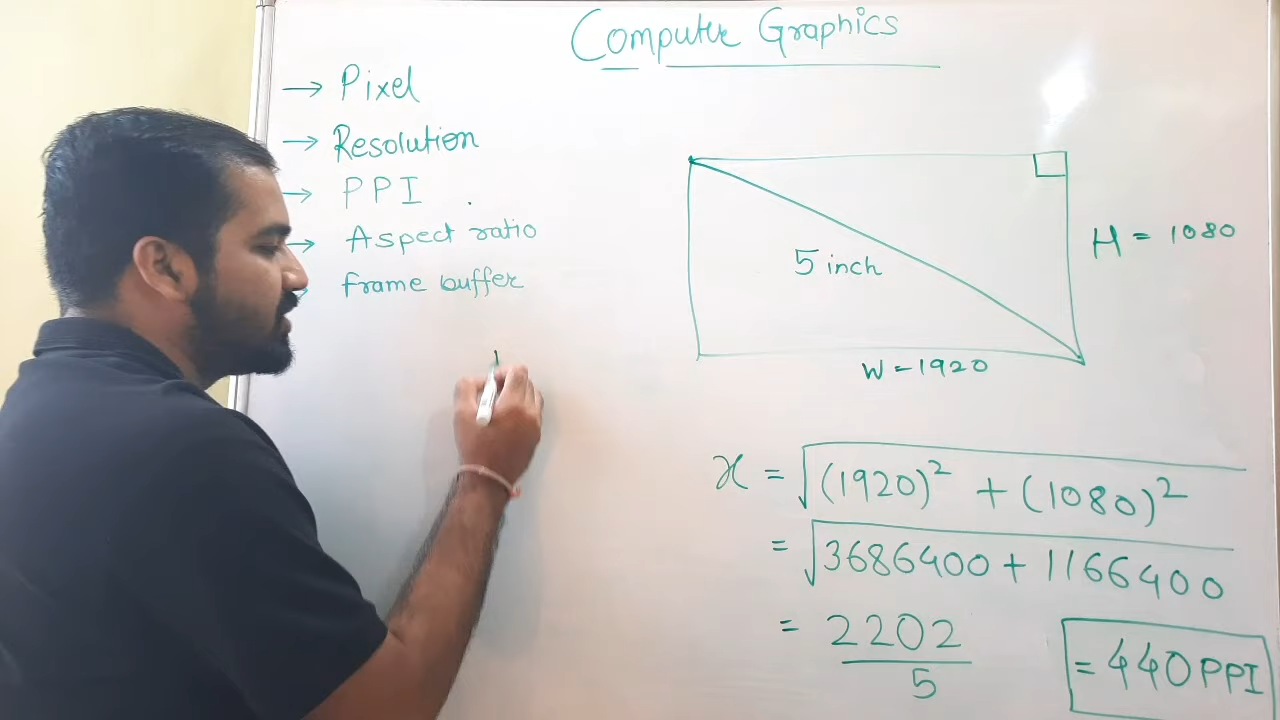 Computer Graphics
→ Pixel
→ Resolution
→ PPI
→ Aspect ratio
→ frame buffer
5 inch
H = 1080
W = 1920
x = √(1920)² + (1080)²
= √3686400 + 1166400
= 2202
5
= 440 PPI